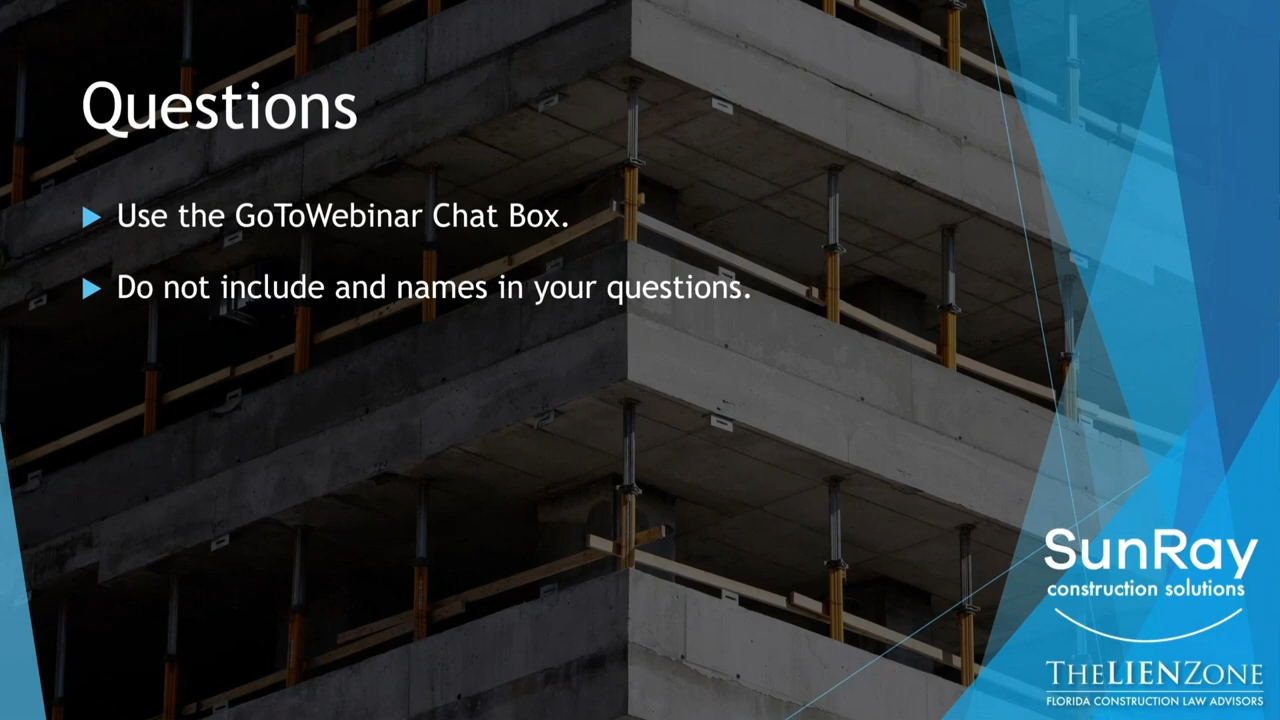 Questions
Use the GoToWebinar Chat Box.
Do not include and names in your questions.
SunRay
construction solutions
THELIENZONE
FLORIDA CONSTRUCTION LAW ADVISORS